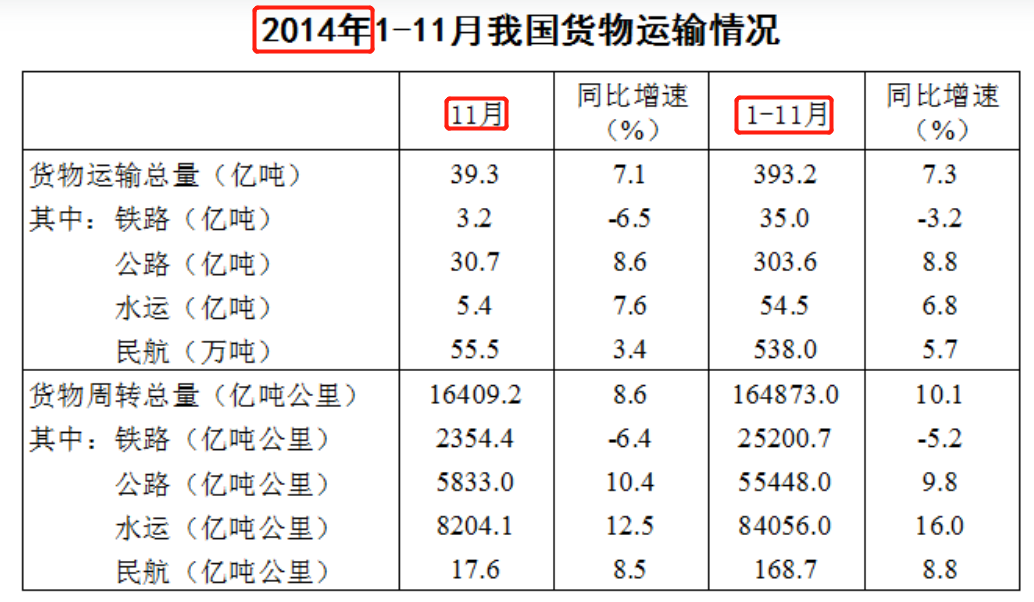 2014年1-11月我国货物运输情况
11月 同比增速(%) 1-11月 同比增速(%)
货物运输总量(亿吨) 39.3 7.1 393.2 7.3
其中:铁路(亿吨) 3.2 -6.5 35.0 -3.2
公路(亿吨) 30.7 8.6 303.6 8.8
水运(亿吨) 5.4 7.6 54.5 6.8
民航(万吨) 55.5 3.4 538.0 5.7
货物周转总量(亿吨公里) 16409.2 8.6 164873.0 10.1
其中:铁路(亿吨公里) 2354.4 -6.4 25200.7 -5.2
公路(亿吨公里) 5833.0 10.4 55448.0 9.8
水运(亿吨公里) 8204.1 12.5 84056.0 16.0
民航(亿吨公里) 17.6 8.5 168.7 8.8